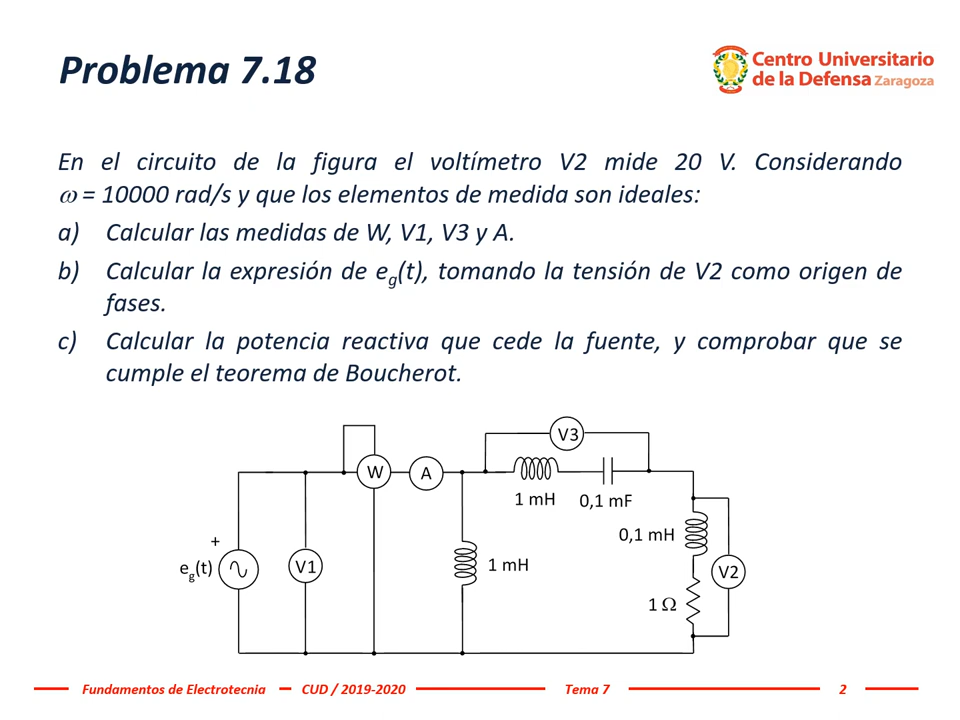 Problema 7.18
Centro Universitario
de la Defensa Zaragoza
En el circuito de la figura el voltímetro V2 mide 20 V. Considerando
ω = 10000 rad/s y que los elementos de medida son ideales:
a) Calcular las medidas de W, V1, V3 y A.
b) Calcular la expresión de eg(t), tomando la tensión de V2 como origen de
fases.
c) Calcular la potencia reactiva que cede la fuente, y comprobar que se
cumple el teorema de Boucherot.
V3
W
A
1 mH
0,1 mF
0,1 mH
+
eg(t)
V1
1 mH
V2
1 Ω
Fundamentos de Electrotecnia
CUD / 2019-2020
Tema 7
2